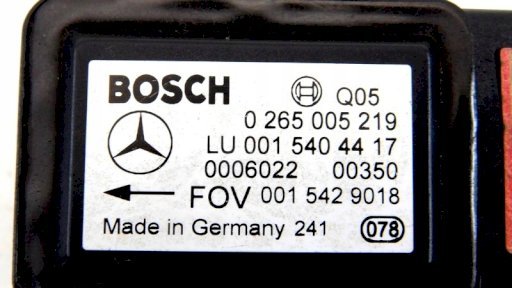 BOSCH Q05
0 265 005 219
LU 001 540 44 17
0006022 00350
FOV 001 542 9018
Made in Germany 241 078